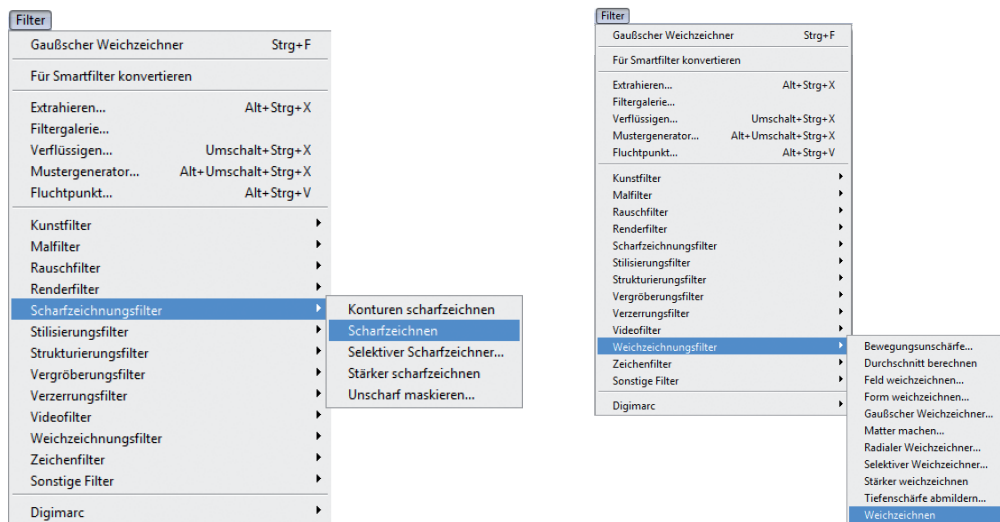 Filter
Gaußscher Weichzeichner Strg+F
Für Smartfilter konvertieren
Extrahieren... Alt+Strg+X
Filtergalerie...
Verflüssigen... Umschalt+Strg+X
Mustergenerator... Alt+Umschalt+Strg+X
Fluchtpunkt... Alt+Strg+V
Kunstfilter
Malfilter
Rauschfilter
Renderfilter
Scharfzeichnungsfilter
Stilisierungsfilter
Strukturierungsfilter
Vergröberungsfilter
Verzerrungsfilter
Videofilter
Weichzeichnungsfilter
Zeichenfilter
Sonstige Filter
Digimarc
Konturen scharfzeichnen
Scharfzeichnen
Selektiver Scharfzeichner...
Stärker scharfzeichnen
Unscharf maskieren...
Filter
Gaußscher Weichzeichner Strg+F
Für Smartfilter konvertieren
Extrahieren... Alt+Strg+X
Filtergalerie...
Verflüssigen... Umschalt+Strg+X
Mustergenerator... Alt+Umschalt+Strg+X
Fluchtpunkt... Alt+Strg+V
Kunstfilter
Malfilter
Rauschfilter
Renderfilter
Scharfzeichnungsfilter
Stilisierungsfilter
Strukturierungsfilter
Vergröberungsfilter
Verzerrungsfilter
Videofilter
Weichzeichnungsfilter
Zeichenfilter
Sonstige Filter
Digimarc
Bewegungsunschärfe...
Durchschnitt berechnen
Feld weichzeichnen...
Form weichzeichnen...
Gaußscher Weichzeichner...
Matter machen...
Radialer Weichzeichner...
Selektiver Weichzeichner...
Stärker weichzeichnen
Tiefenschärfe abmildern...
Weichzeichnen